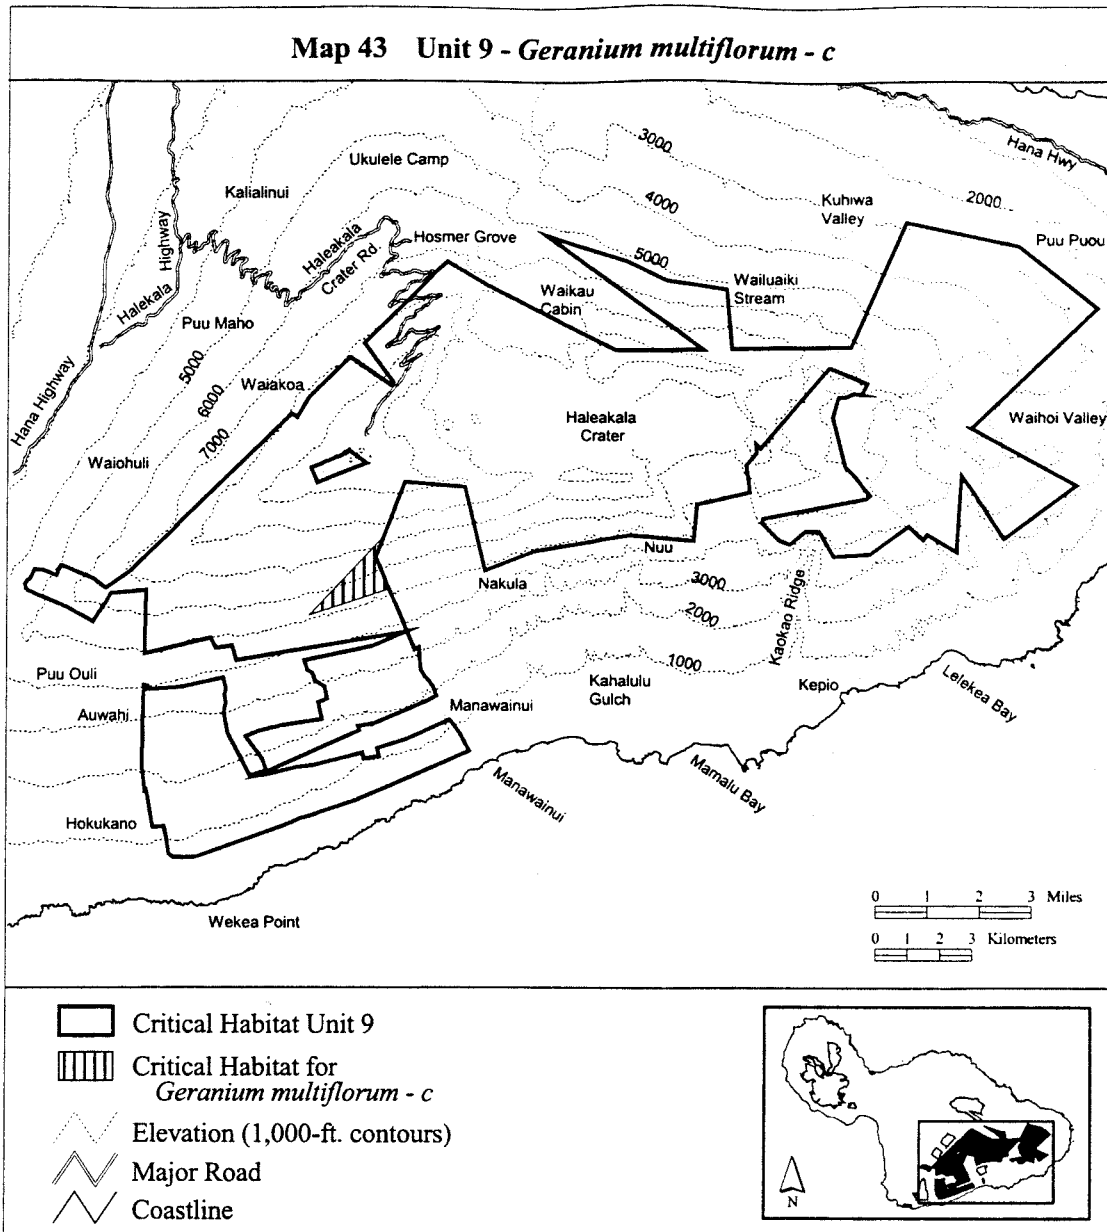 Map 43 Unit 9 - Geranium multiflorum - c
3000
Hana Hwy
Ukulele Camp
Kalialinui
4000
Kuhiwa
Valley
2000
Highway
Haleakala
Crater Rd.
Hosmer Grove
Puu Puou
5000
Wailuaiki
Stream
Waikau
Cabin
Halekala
Puu Maho
5000
Hana Highway
Waiakoa
6000
7000
Haleakala
Crater
Waihoi Valley
Waiohuli
Nuu
Nakula
3000
2000
Kaokao Ridge
1000
Puu Ouli
Kahalulu
Gulch
Kepio
Lelekea Bay
Auwahi
Manawainui
Mamalu Bay
Manawainui
Hokukano
Wekea Point
0 1 2 3 Miles
0 1 2 3 Kilometers
Critical Habitat Unit 9
Critical Habitat for
Geranium multiflorum - c
Elevation (1,000-ft. contours)
Major Road
Coastline
N